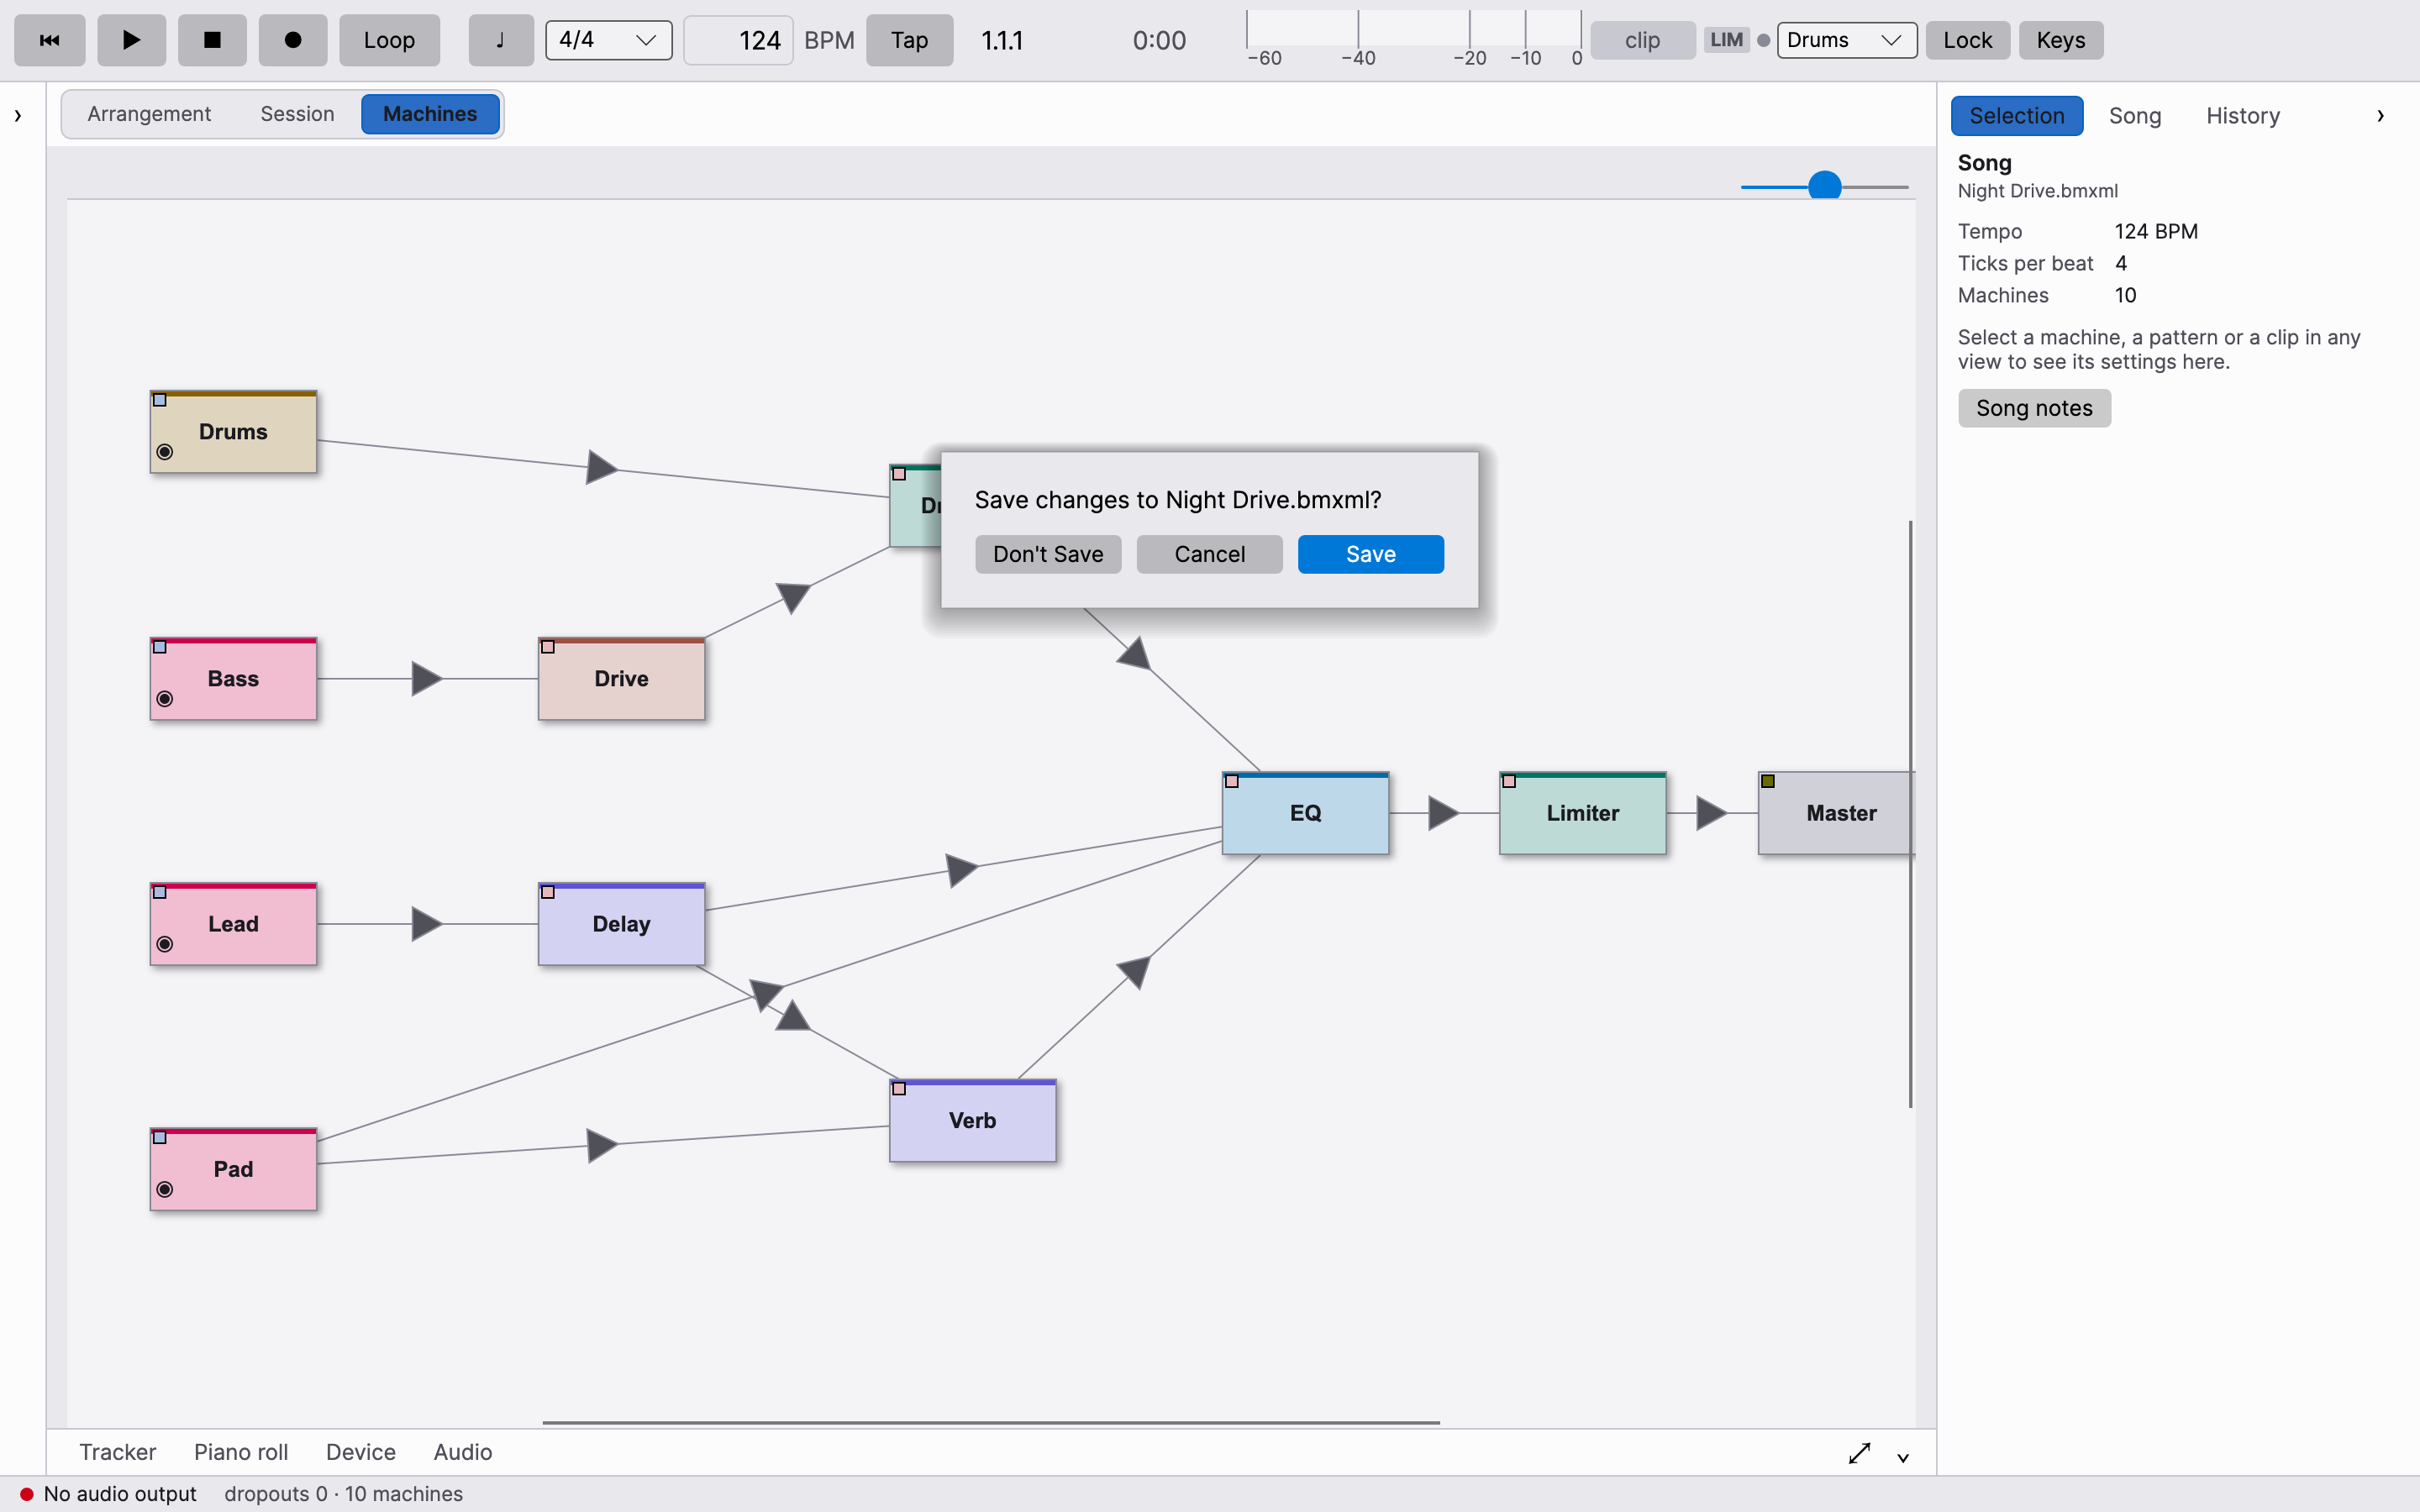 Loop 4/4 124 BPM Tap 1.1.1 0:00 clip LIM Drums Lock Keys
−60 −40 −20 −10 0
Arrangement Session Machines
Selection Song History
Song
Night Drive.bmxml
Tempo 124 BPM
Ticks per beat 4
Machines 10
Select a machine, a pattern or a clip in any
view to see its settings here.
Song notes
Drums
Save changes to Night Drive.bmxml?
Don't Save Cancel Save
Bass
Drive
EQ
Limiter
Master
Lead
Delay
Verb
Pad
Tracker Piano roll Device Audio
No audio output dropouts 0 · 10 machines